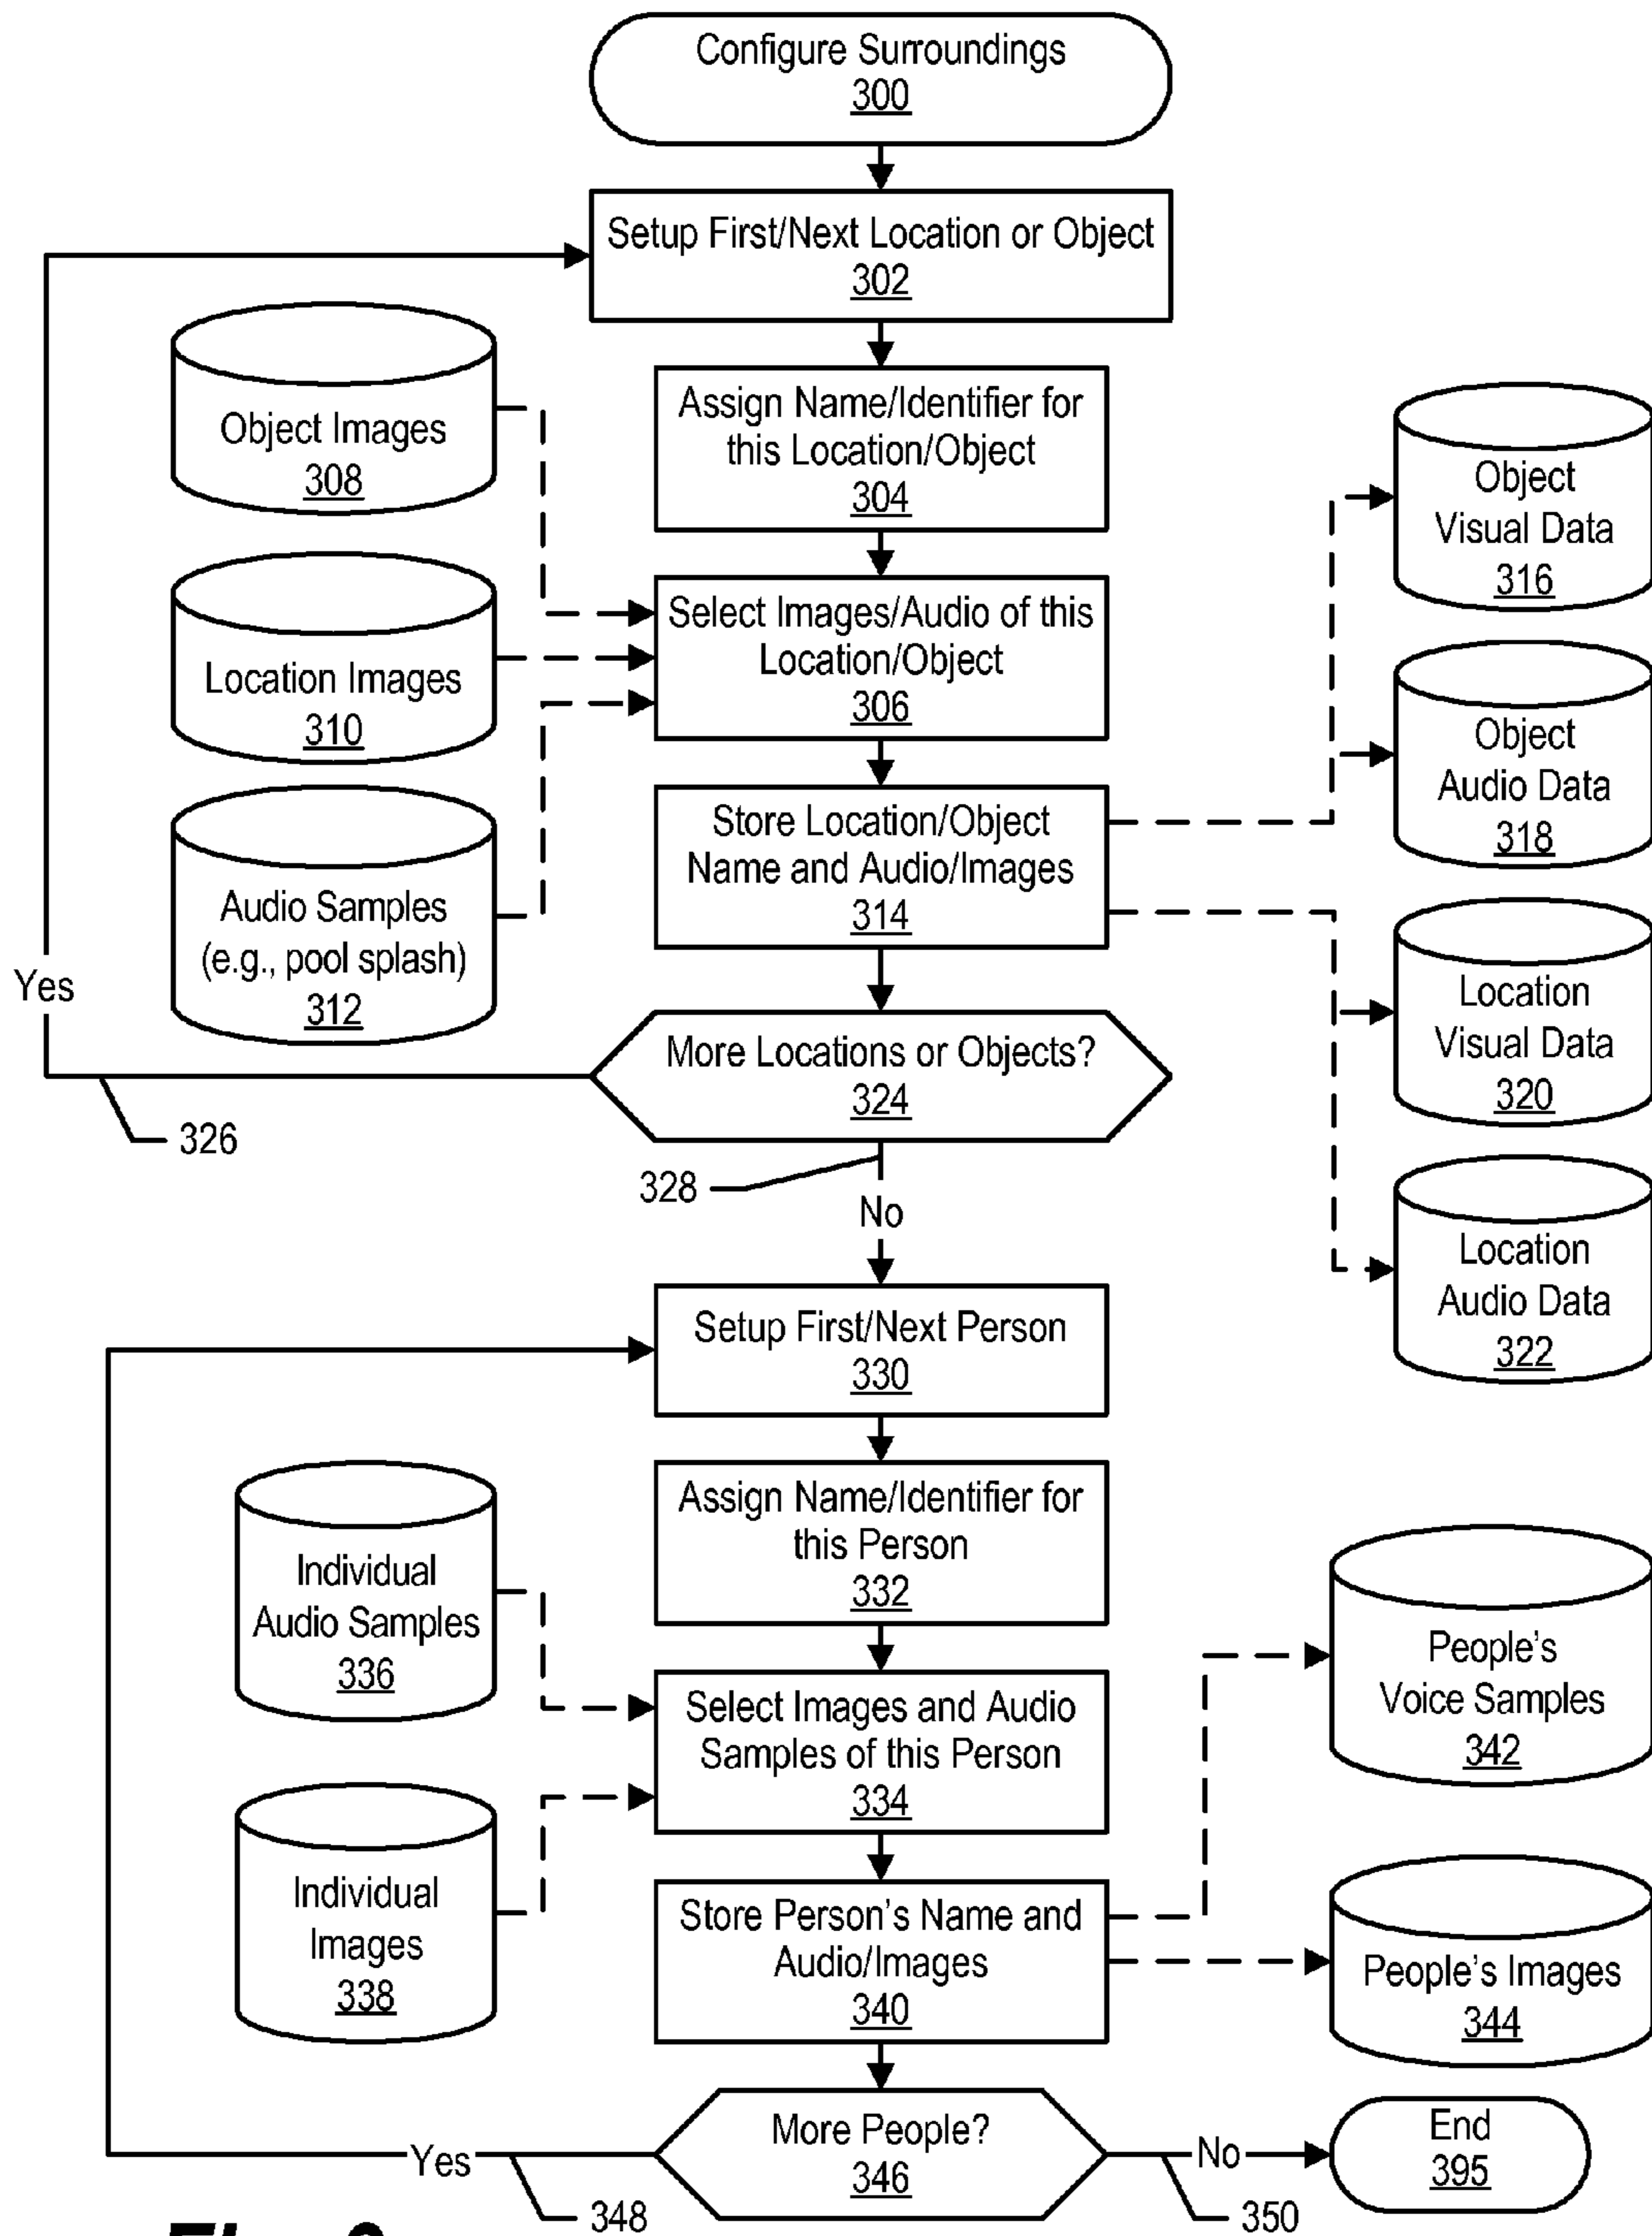 Configure Surroundings
300
Setup First/Next Location or Object
302
Object Images
308
Assign Name/Identifier for
this Location/Object
304
Object
Visual Data
316
Location Images
310
Select Images/Audio of this
Location/Object
306
Object
Audio Data
318
Audio Samples
(e.g., pool splash)
312
Store Location/Object
Name and Audio/Images
314
Location
Visual Data
320
Yes
More Locations or Objects?
324
326
328
No
Location
Audio Data
322
Setup First/Next Person
330
Assign Name/Identifier for
this Person
332
Individual
Audio Samples
336
People's
Voice Samples
342
Select Images and Audio
Samples of this Person
334
Individual
Images
338
Store Person's Name and
Audio/Images
340
People's Images
344
More People?
346
Yes
348
No
350
End
395